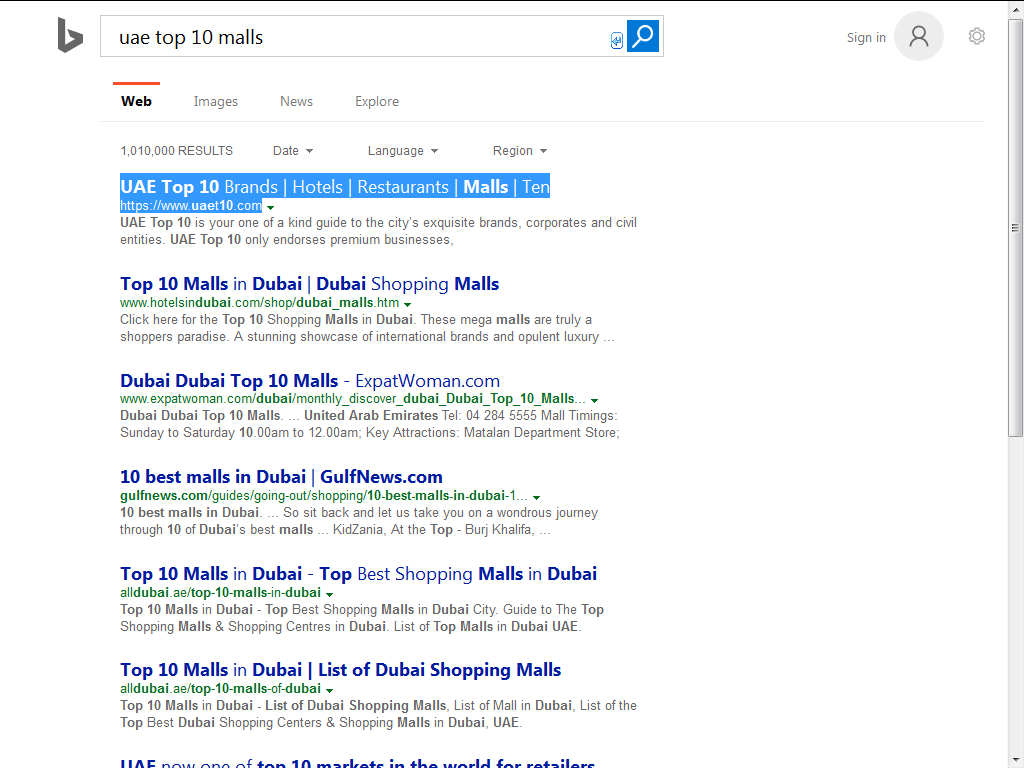 uae top 10 malls
Sign in
Web Images News Explore
1,010,000 RESULTS Date Language Region
UAE Top 10 Brands | Hotels | Restaurants | Malls | Ten
https://www.uaet10.com
UAE Top 10 is your one of a kind guide to the city's exquisite brands, corporates and civil
entities. UAE Top 10 only endorses premium businesses,
Top 10 Malls in Dubai | Dubai Shopping Malls
www.hotelsindubai.com/shop/dubai_malls.htm
Click here for the Top 10 Shopping Malls in Dubai. These mega malls are truly a
shoppers paradise. A stunning showcase of international brands and opulent luxury ...
Dubai Dubai Top 10 Malls - ExpatWoman.com
www.expatwoman.com/dubai/monthly_discover_dubai_Dubai_Top_10_Malls...
Dubai Dubai Top 10 Malls. ... United Arab Emirates Tel: 04 284 5555 Mall Timings:
Sunday to Saturday 10.00am to 12.00am; Key Attractions: Matalan Department Store;
10 best malls in Dubai | GulfNews.com
gulfnews.com/guides/going-out/shopping/10-best-malls-in-dubai-1...
10 best malls in Dubai. ... So sit back and let us take you on a wondrous journey
through 10 of Dubai's best malls ... KidZania, At the Top - Burj Khalifa, ...
Top 10 Malls in Dubai - Top Best Shopping Malls in Dubai
alldubai.ae/top-10-malls-in-dubai
Top 10 Malls in Dubai - Top Best Shopping Malls in Dubai City. Guide to The Top
Shopping Malls & Shopping Centres in Dubai. List of Top Malls in Dubai UAE.
Top 10 Malls in Dubai | List of Dubai Shopping Malls
alldubai.ae/top-10-malls-of-dubai
Top 10 Malls in Dubai - List of Dubai Shopping Malls, List of Mall in Dubai, List of the
Top Best Dubai Shopping Centers & Shopping Malls in Dubai, UAE.
UAE now one of top 10 markets in the world for retailers